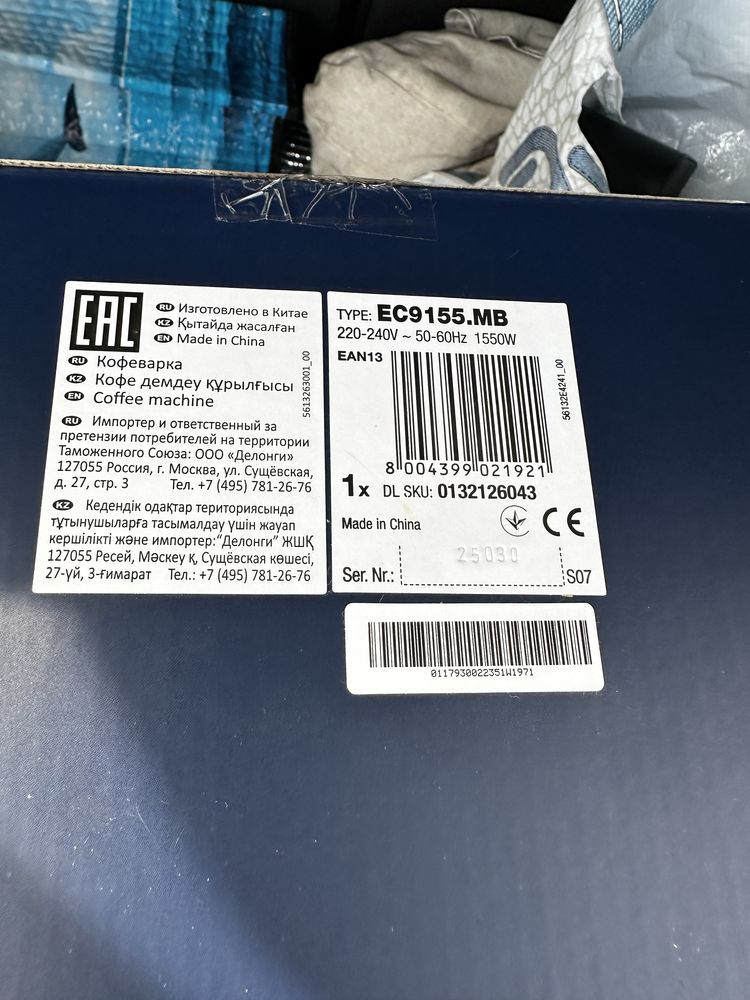 EAC
RU Изготовлено в Китае
KZ Қытайда жасалған
EN Made in China
RU Кофеварка
KZ Кофе демдеу құрылғысы
EN Coffee machine
5613263001_00
RU Импортер и ответственный за
претензии потребителей на территории
Таможенного Союза: ООО «Делонги»
127055 Россия, г. Москва, ул. Сущёвская,
д. 27, стр. 3 Тел. +7 (495) 781-26-76
KZ Кедендік одақтар териториясында
тұтынушыларға тасымалдау үшін жауап
кершілікті және импортер:“Делонги” ЖШҚ
127055 Ресей, Мәскеу қ, Сущёвская көшесі,
27-үй, 3-ғимарат Тел.: +7 (495) 781-26-76
TYPE: EC9155.MB
220-240V ~ 50-60Hz 1550W
EAN13
56132E4241_00
8 004399 021921
1x DL SKU: 0132126043
Made in China
CE
25030
Ser. Nr.: S07
0117930022351W1971